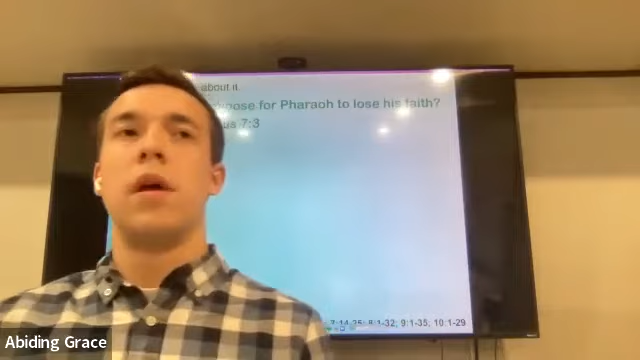 about it.
oose for Pharaoh to lose his faith?
us 7:3
7:14-25; 8:1-32; 9:1-35; 10:1-29
Abiding Grace